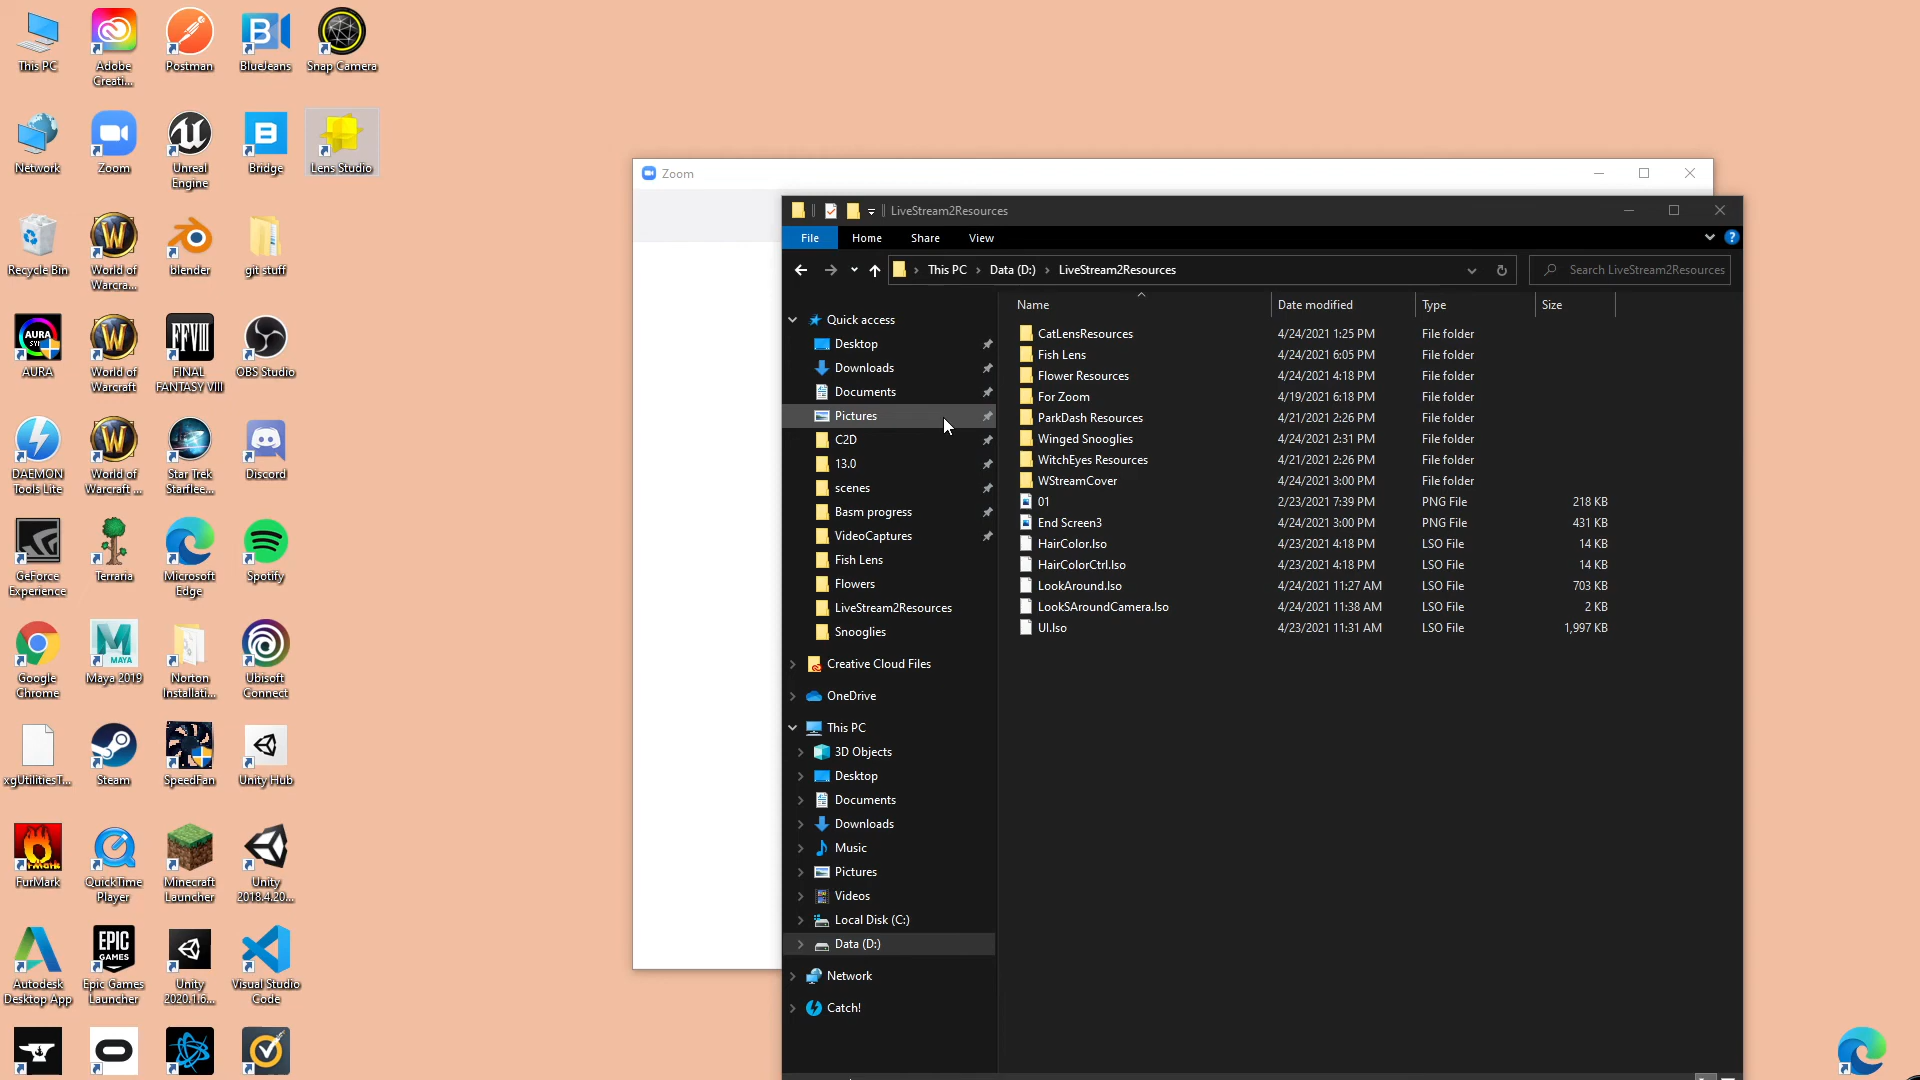 This PC
Adobe
Creati...
Postman
BlueJeans
Snap Camera
Network
Zoom
Unreal
Engine
Bridge
Lens Studio
Recycle Bin
World of
Warcra...
blender
git stuff
AURA
World of
Warcraft
FFVIII
FINAL
FANTASY VIII
OBS Studio
DAEMON
Tools Lite
World of
Warcraft ...
Star Trek
Starflee...
Discord
GeForce
Experience
Terraria
Microsoft
Edge
Spotify
Google
Chrome
MAYA
Maya 2019
Norton
Installati...
Ubisoft
Connect
xgUtilitiesT...
Steam
SpeedFan
Unity Hub
FurMark
QuickTime
Player
Minecraft
Launcher
Unity
2018.4.20...
Autodesk
Desktop App
EPIC
GAMES
Epic Games
Launcher
Unity
2020.1.6...
Visual Studio
Code
Zoom
LiveStream2Resources
File
Home
Share
View
This PC
Data (D:)
LiveStream2Resources
Search LiveStream2Resources
Quick access
Desktop
Downloads
Documents
Pictures
C2D
13.0
scenes
Basm progress
VideoCaptures
Fish Lens
Flowers
LiveStream2Resources
Snooglies
Creative Cloud Files
OneDrive
This PC
3D Objects
Desktop
Documents
Downloads
Music
Pictures
Videos
Local Disk (C:)
Data (D:)
Network
Catch!
Name Date modified Type Size
CatLensResources 4/24/2021 1:25 PM File folder
Fish Lens 4/24/2021 6:05 PM File folder
Flower Resources 4/24/2021 4:18 PM File folder
For Zoom 4/19/2021 6:18 PM File folder
ParkDash Resources 4/21/2021 2:26 PM File folder
Winged Snooglies 4/24/2021 2:31 PM File folder
WitchEyes Resources 4/21/2021 2:26 PM File folder
WStreamCover 4/24/2021 3:00 PM File folder
01 2/23/2021 7:39 PM PNG File 218 KB
End Screen3 4/24/2021 3:00 PM PNG File 431 KB
HairColor.lso 4/23/2021 4:18 PM LSO File 14 KB
HairColorCtrl.lso 4/23/2021 4:18 PM LSO File 14 KB
LookAround.lso 4/24/2021 11:27 AM LSO File 703 KB
LookSAroundCamera.lso 4/24/2021 11:38 AM LSO File 2 KB
UI.lso 4/23/2021 11:31 AM LSO File 1,997 KB